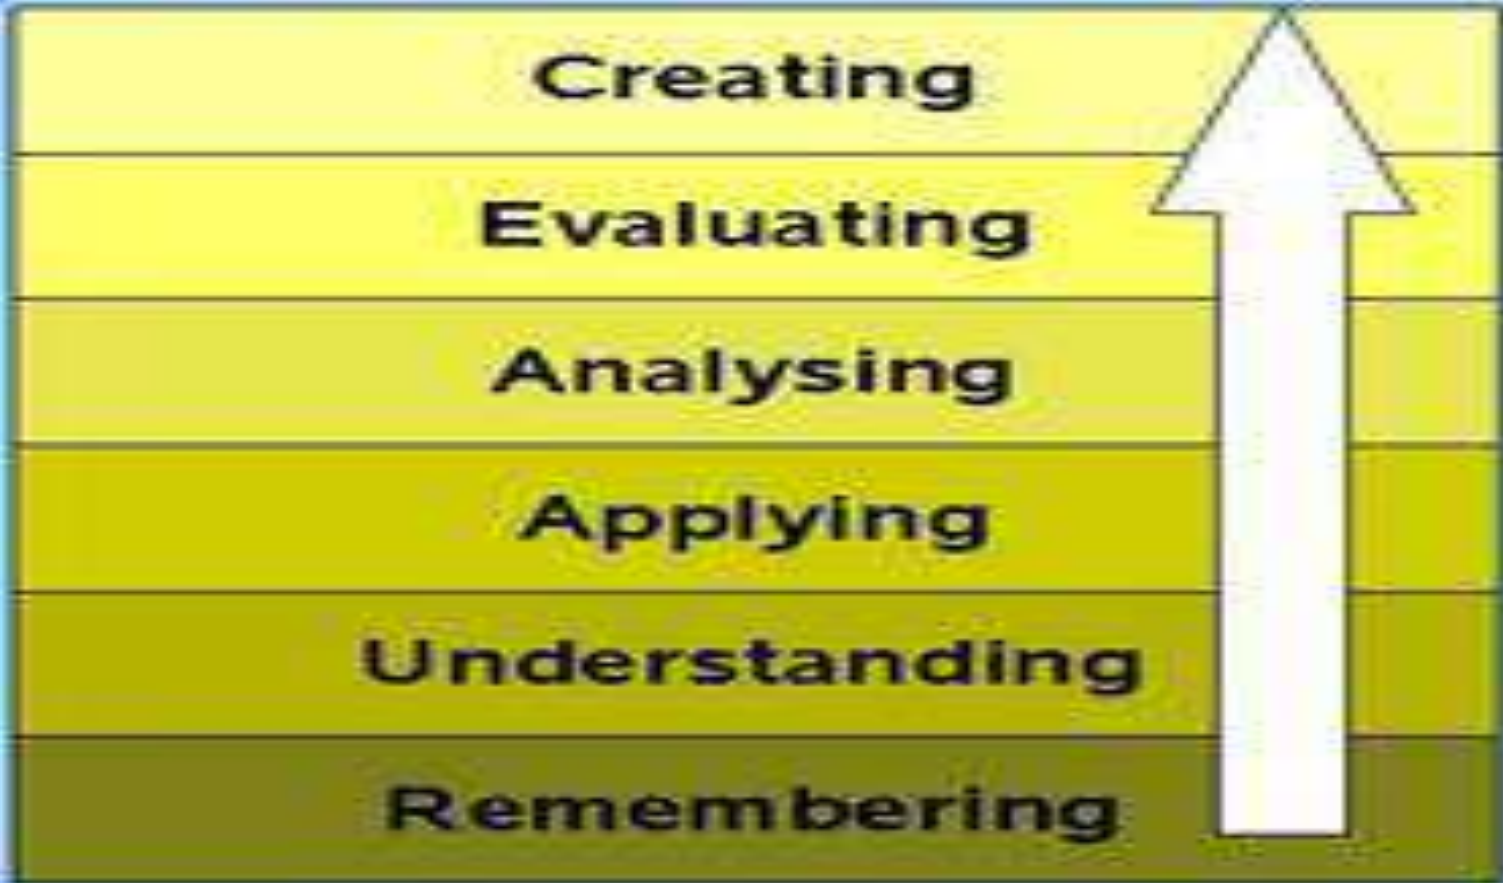 Creating
Evaluating
Analysing
Applying
Understanding
Remembering